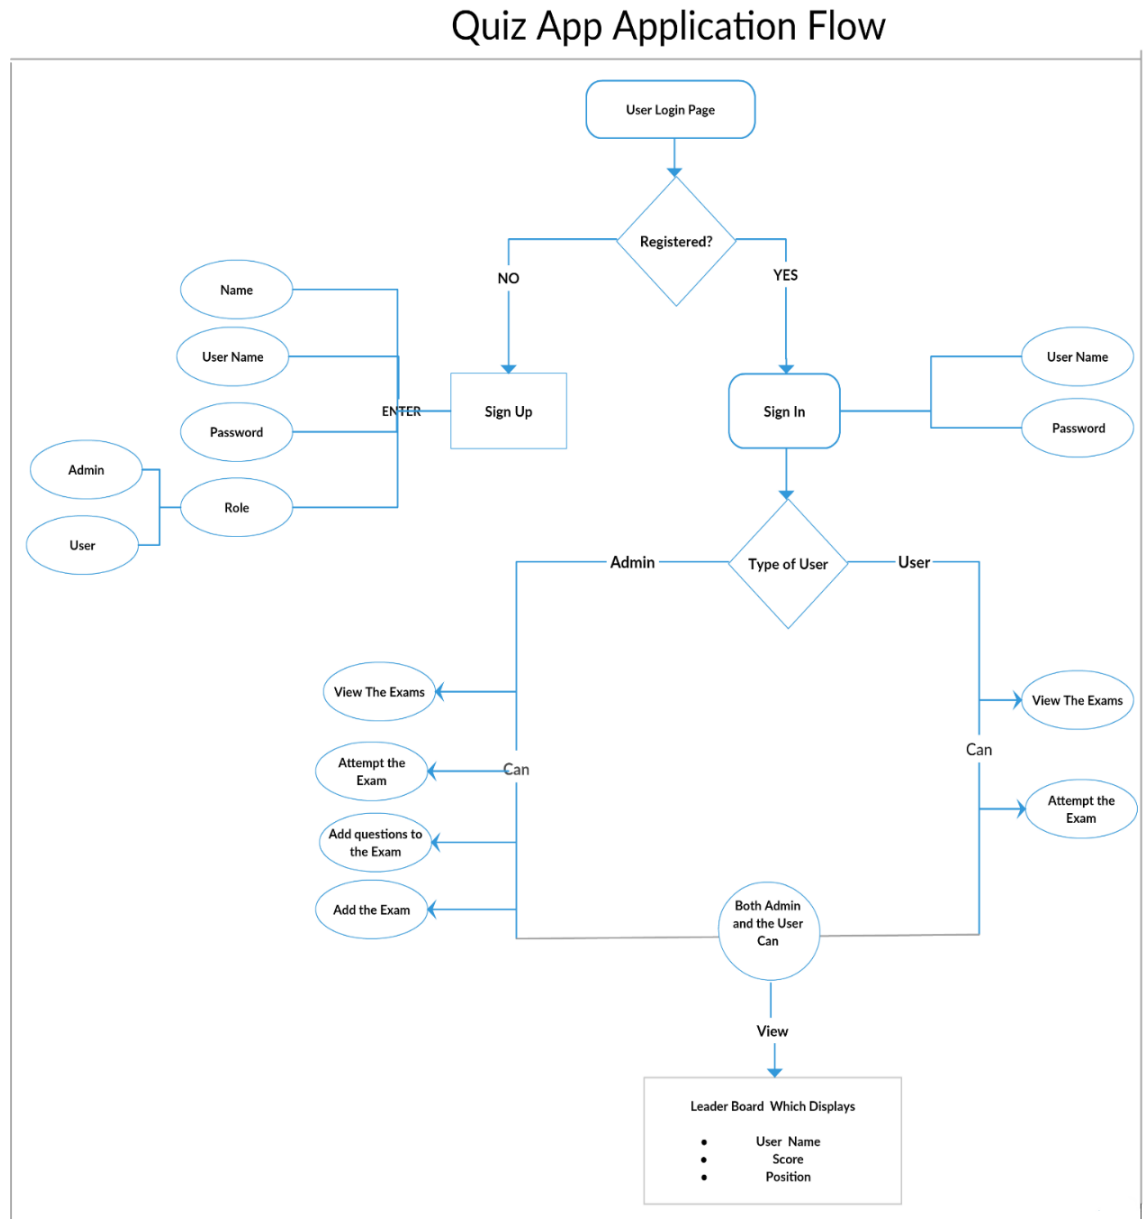 Quiz App Application Flow
User Login Page
Registered?
NO
YES
Name
User Name
Password
Role
Admin
User
ENTER
Sign Up
Sign In
User Name
Password
Type of User
Admin
User
View The Exams
Attempt the
Exam
Add questions to
the Exam
Add the Exam
Can
View The Exams
Can
Attempt the
Exam
Both Admin
and the User
Can
View
Leader Board Which Displays
• User Name
• Score
• Position